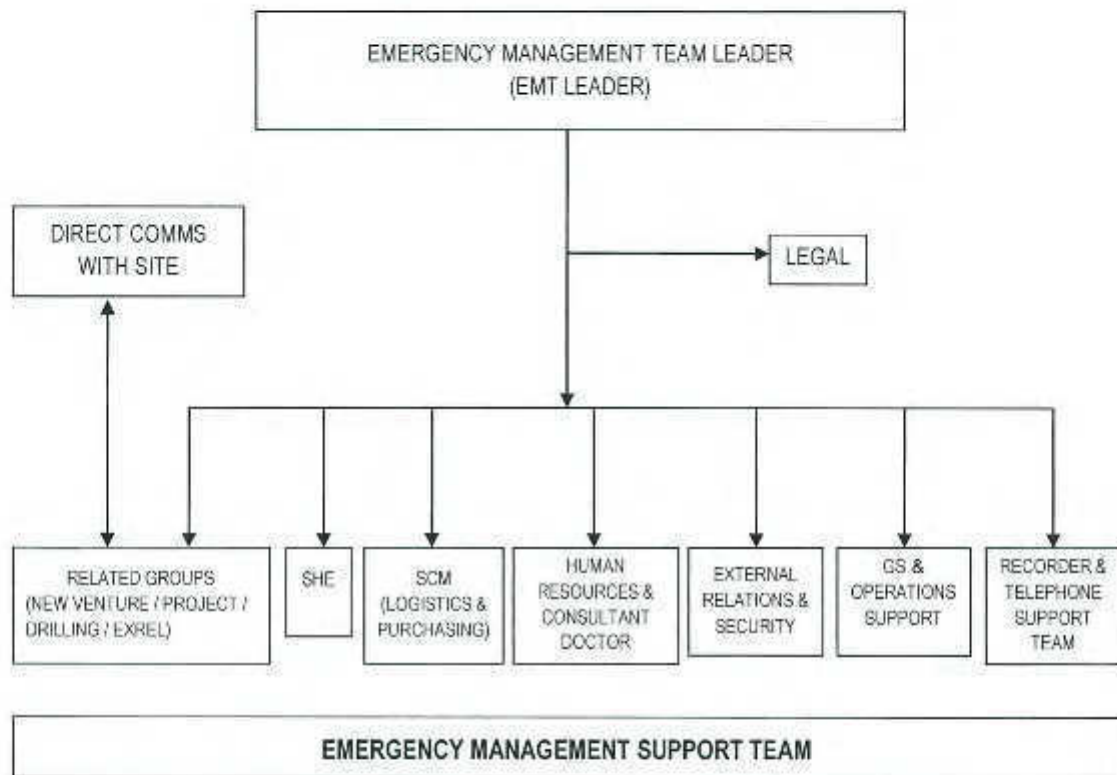 EMERGENCY MANAGEMENT TEAM LEADER
(EMT LEADER)
DIRECT COMMS
WITH SITE
LEGAL
RELATED GROUPS
(NEW VENTURE / PROJECT /
DRILLING / EXREL)
SHE
SCM
(LOGISTICS &
PURCHASING)
HUMAN
RESOURCES &
CONSULTANT
DOCTOR
EXTERNAL
RELATIONS &
SECURITY
GS &
OPERATIONS
SUPPORT
RECORDER &
TELEPHONE
SUPPORT
TEAM
EMERGENCY MANAGEMENT SUPPORT TEAM